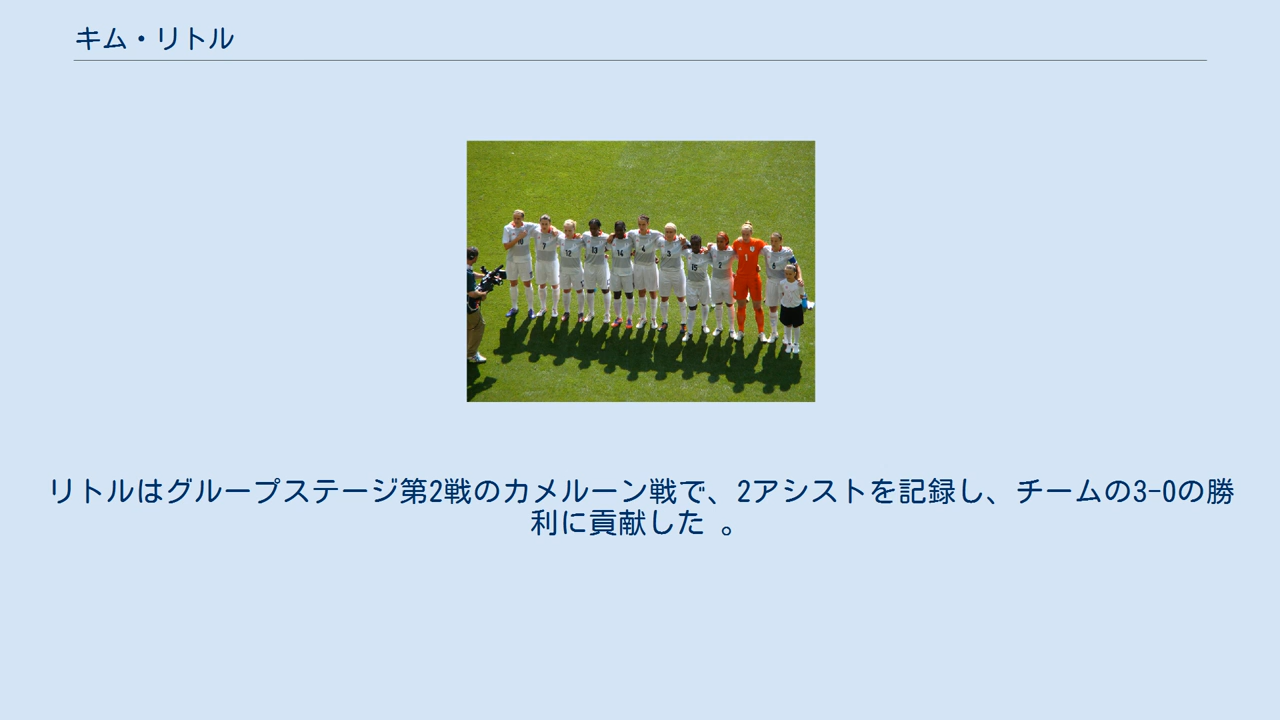 キム・リトル
リトルはグループステージ第2戦のカメルーン戦で、2アシストを記録し、チームの3-0の勝
利に貢献した 。